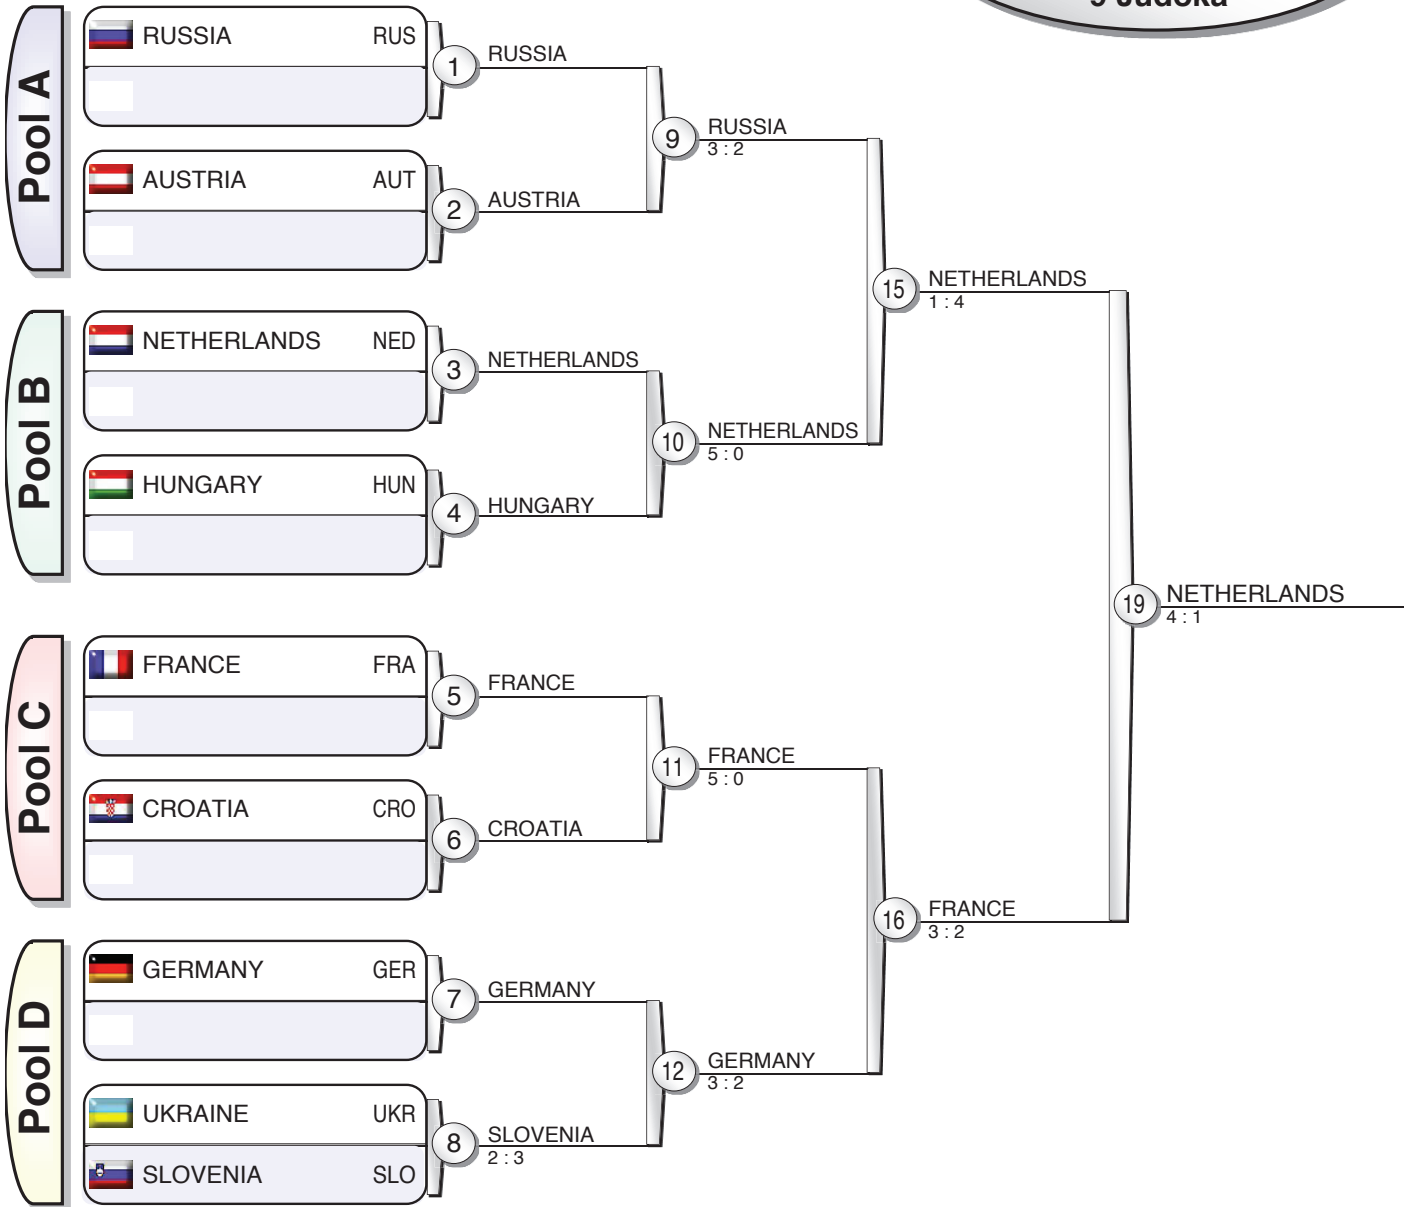 9 Judoka
Pool A
RUSSIA RUS
AUSTRIA AUT
1 RUSSIA
2 AUSTRIA
9 RUSSIA
3 : 2
Pool B
NETHERLANDS NED
HUNGARY HUN
3 NETHERLANDS
4 HUNGARY
10 NETHERLANDS
5 : 0
15 NETHERLANDS
1 : 4
Pool C
FRANCE FRA
CROATIA CRO
5 FRANCE
6 CROATIA
11 FRANCE
5 : 0
Pool D
GERMANY GER
UKRAINE UKR
SLOVENIA SLO
7 GERMANY
8 SLOVENIA
2 : 3
12 GERMANY
3 : 2
16 FRANCE
3 : 2
19 NETHERLANDS
4 : 1